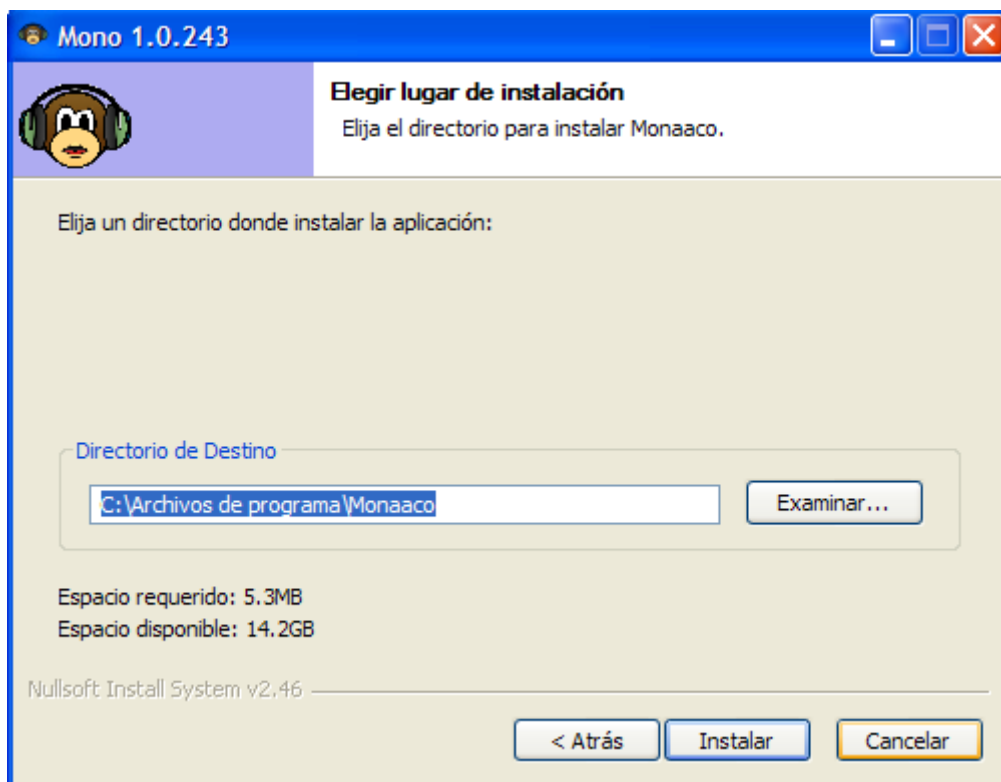 Mono 1.0.243
Elegir lugar de instalación
Elija el directorio para instalar Monaaco.
Elija un directorio donde instalar la aplicación:
Directorio de Destino
C:\Archivos de programa\Monaaco
Examinar...
Espacio requerido: 5.3MB
Espacio disponible: 14.2GB
Nullsoft Install System v2.46
< Atrás
Instalar
Cancelar